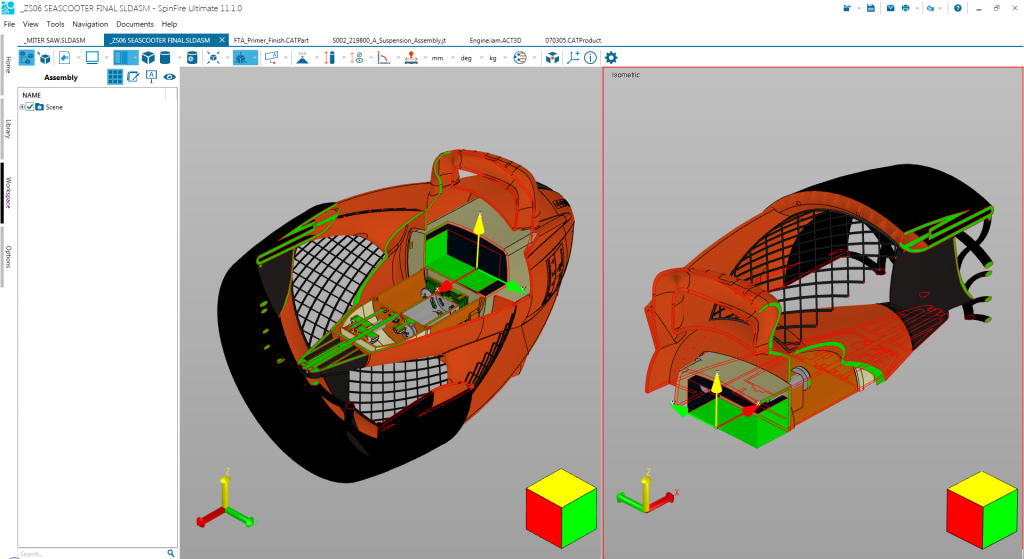 _ZS06 SEASCOOTER FINAL.SLDASM - SpinFire Ultimate 11.1.0
File View Tools Navigation Documents Help
_MITER SAW.SLDASM _ZS06 SEASCOOTER FINAL.SLDASM FTA_Primer_Finish.CATPart S002_219800_A_Suspension_Assembly.jt Engine.iam.ACT3D 070305.CATProduct
mm deg kg
Home
Library
Workspace
Options
Assembly
NAME
Scene
Search...
Isometric
Z
X
Y
Z
Z
X